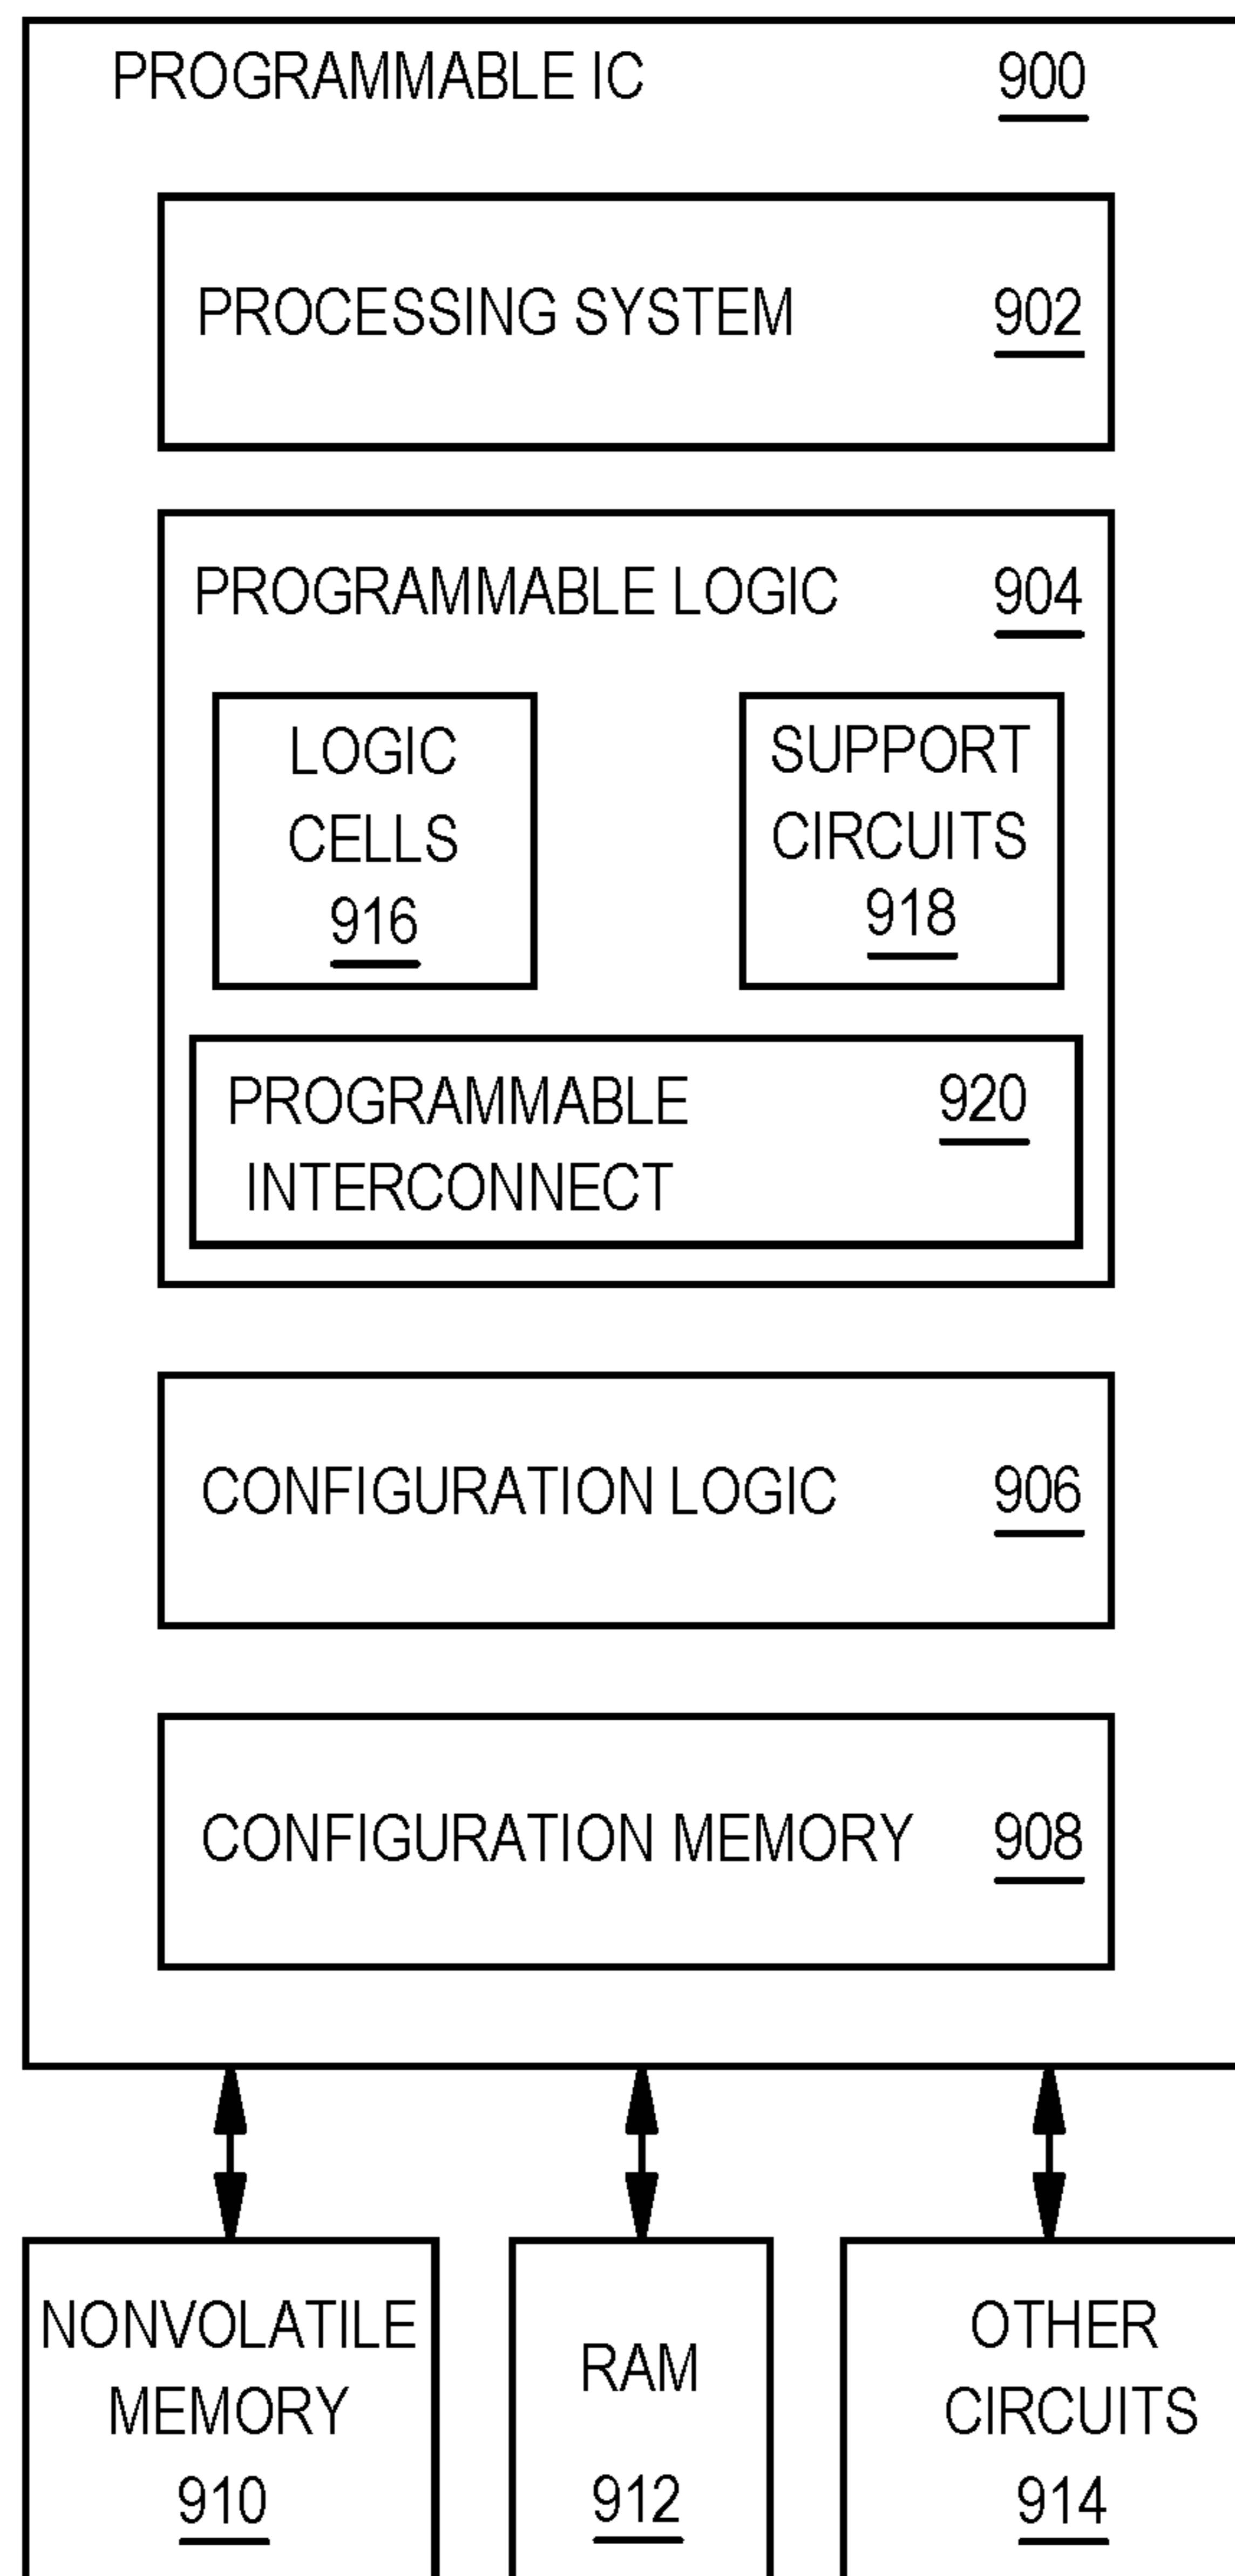 PROGRAMMABLE IC 900
PROCESSING SYSTEM 902
PROGRAMMABLE LOGIC 904
LOGIC
CELLS
916
SUPPORT
CIRCUITS
918
PROGRAMMABLE 920
INTERCONNECT
CONFIGURATION LOGIC 906
CONFIGURATION MEMORY 908
NONVOLATILE
MEMORY
910
RAM
912
OTHER
CIRCUITS
914